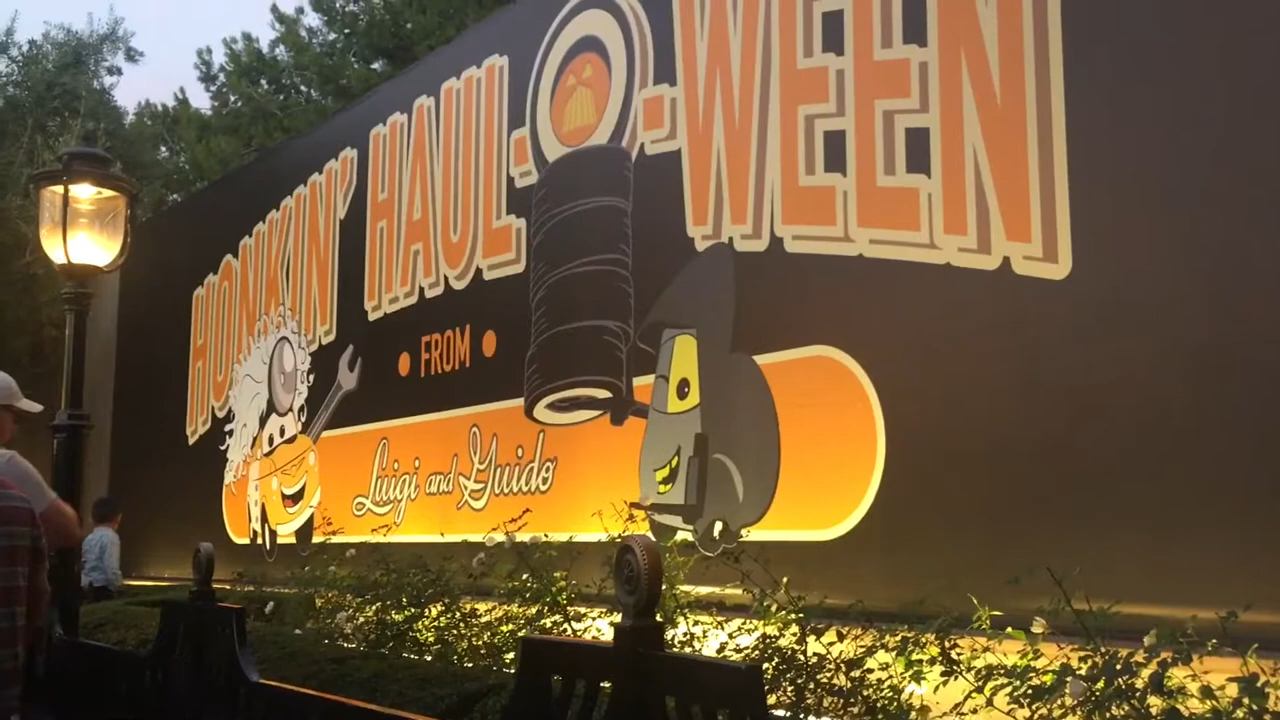 HONKIN' HAUL-O-WEEN
• FROM •
Luigi and Guido